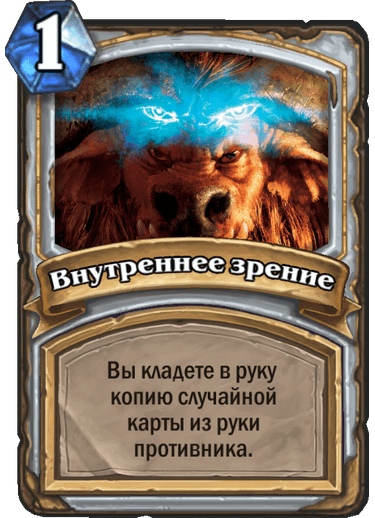 1
Внутреннее зрение
Вы кладете в руку
копию случайной
карты из руки
противника.